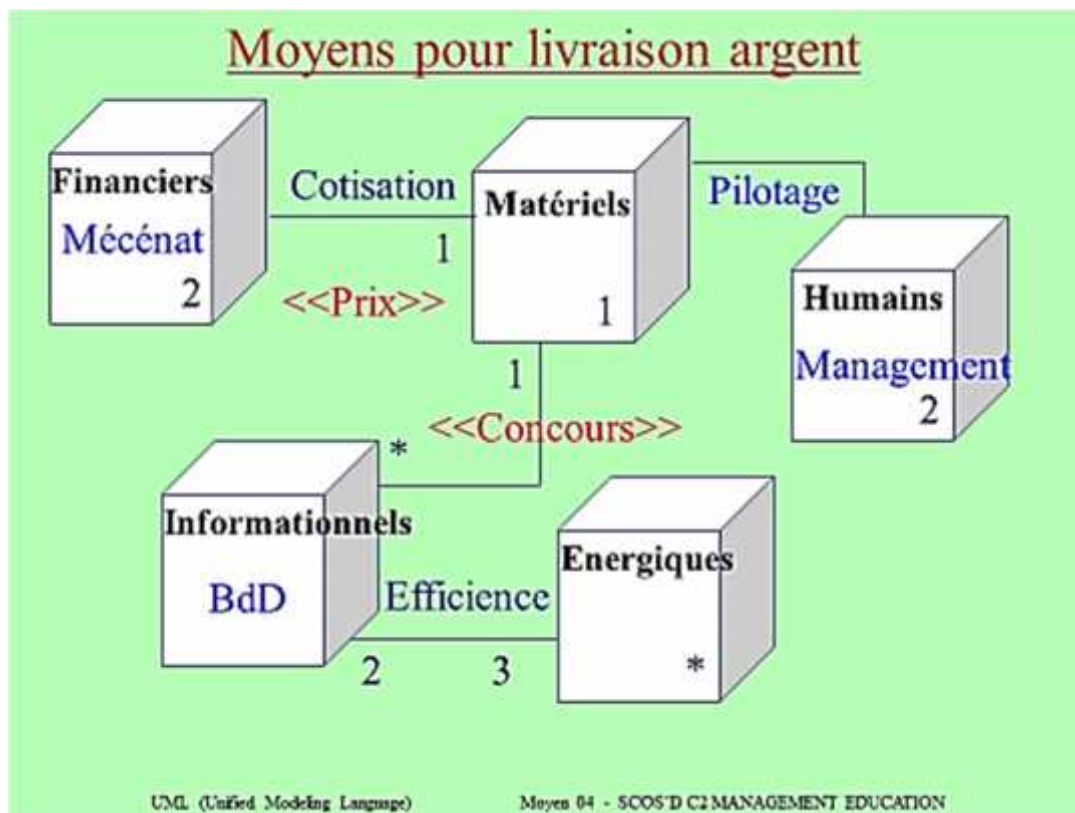 Moyens pour livraison argent
Financiers
Mécénat
2
Cotisation
1
<<Prix>>
Matériels
1
Pilotage
Humains
Management
2
1
<<Concours>>
*
Informationnels
BdD
Efficience
2
3
Energiques
*
UML (Unified Modeling Language)
Moyen 04 - SCOS'D C2 MANAGEMENT EDUCATION